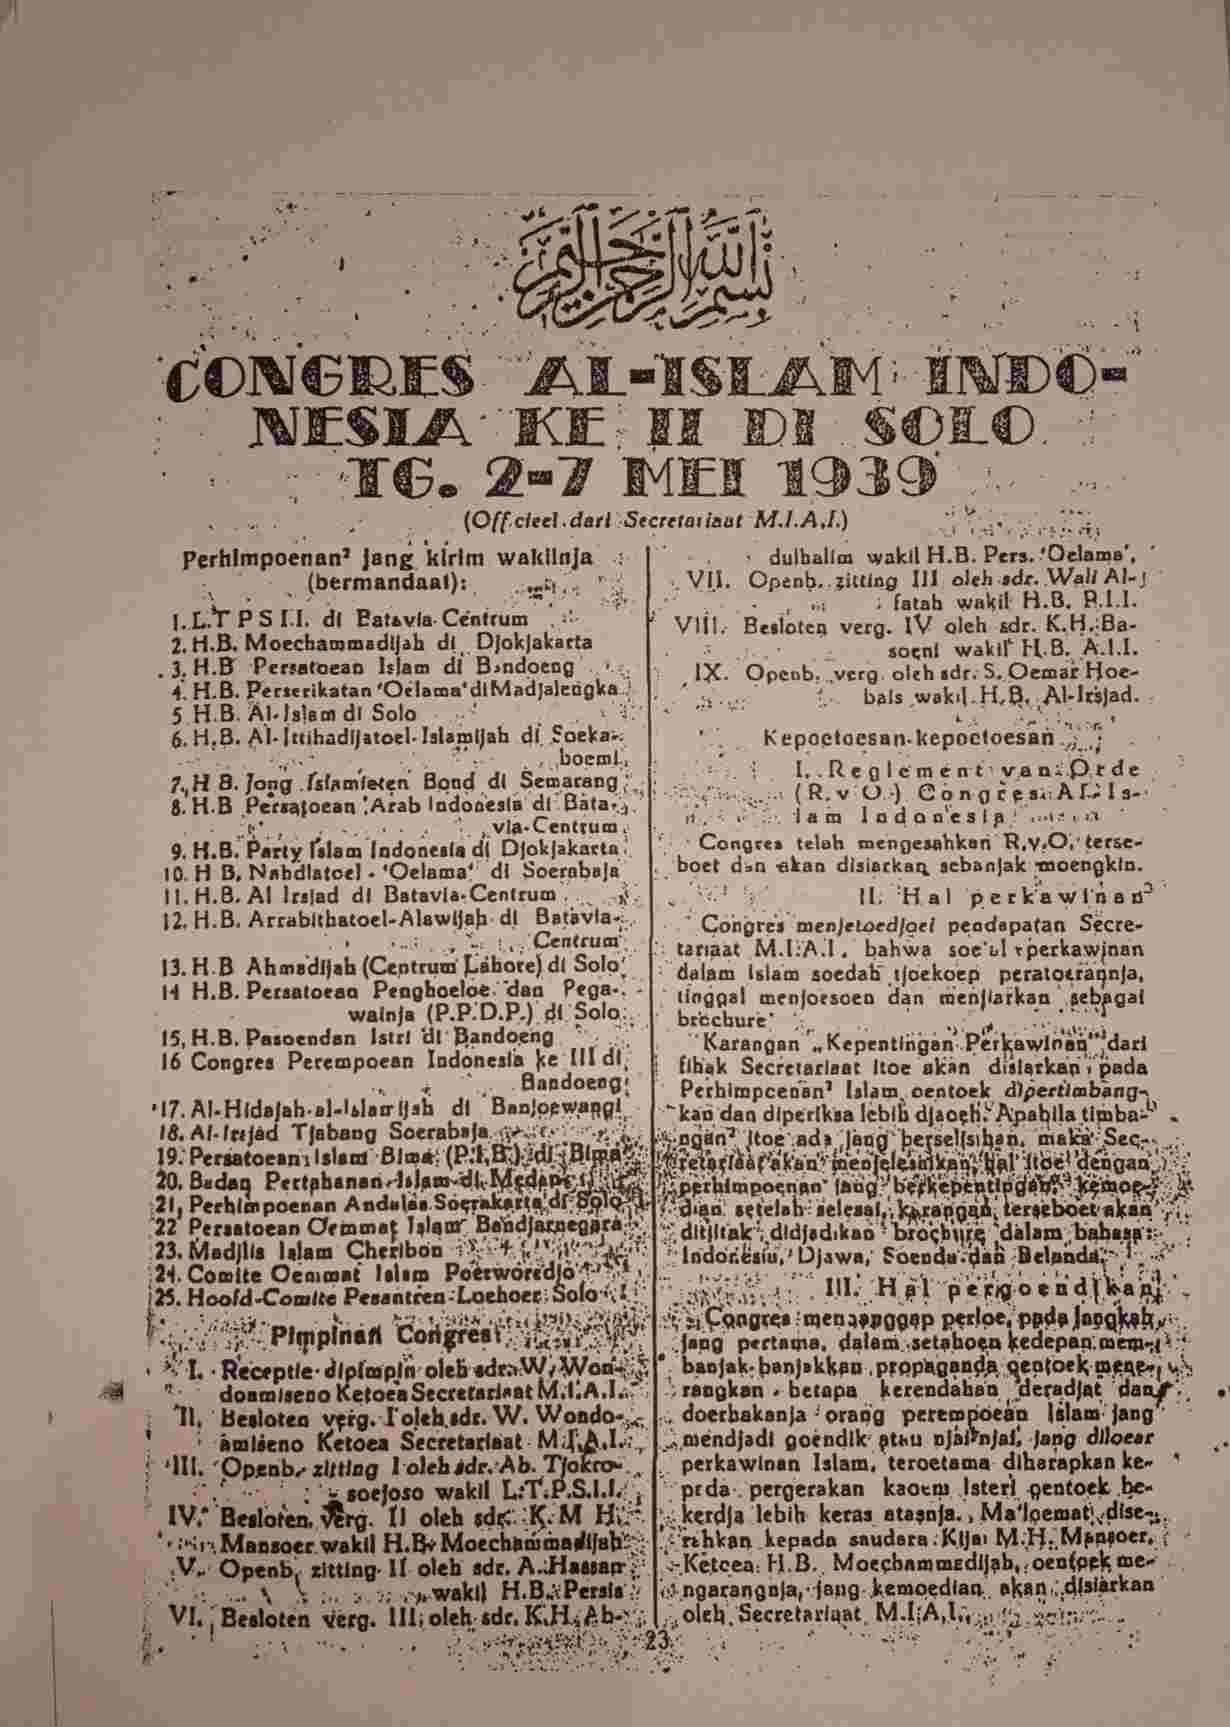 بسم الله الرحمن الرحيم
CONGRES AL-ISLAM INDO-
NESIA KE II DI SOLO
TG. 2-7 MEI 1939
(Officieel dari Secretariaat M.I.A.I.)
Perhimpoenan² jang kirim wakilnja
(bermandaat):
1. L.T P S I I. di Batavia-Centrum
2. H.B. Moechammadijah di Djokjakarta
3. H.B Persatoean Islam di Bandoeng
4. H.B. Perserikatan 'Oelama' di Madjalengka
5 H.B. Al-Islam di Solo
6. H.B. Al-Ittihadijatoel-Islamijah di Soeka-
boemi.
7. H B. Jong Islamieten Bond di Semarang
8. H.B Persatoean Arab Indonesia di Bata-
via-Centrum.
9. H.B. Party Islam Indonesia di Djokjakarta
10. H B. Nahdlatoel - 'Oelama' di Soerabaja
11. H.B. Al Irsjad di Batavia-Centrum
12. H.B. Arrabithatoel-Alawijah di Batavia-
Centrum
13. H.B Ahmadijah (Centrum Lahore) di Solo
14 H.B. Persatoean Penghoeloe dan Pega-
wainja (P.P.D.P.) di Solo
15. H.B. Pasoendan Istri di Bandoeng
16 Congres Perempoean Indonesia ke III di
Bandoeng
17. Al-Hidajah-al-Islamijah di Banjoewangi
18. Al-Irsjad Tjabang Soerabaja
19. Persatoean Islam Bima (P.I.B.) di Bima
20. Badan Pertahanan Islam di Medan
21. Perhimpoenan Andalas Soerakarta di Solo
22 Persatoean Oemmat Islam Bandjarnegara
23. Madjlis Islam Cheribon
24. Comite Oemmat Islam Poerworedjo
25. Hoofd-Comite Pesantren Loehoer Solo
Pimpinan Congres
I. Receptie dipimpin oleh sdr. W. Won-
doamiseno Ketoea Secretariaat M.I.A.I.
II. Besloten verg. I oleh sdr. W. Wondo-
amiseno Ketoea Secretariaat M.I.A.I.
III. Openb. zitting I oleh sdr. Ab. Tjokro-
soejoso wakil L.T.P.S.I.I.
IV. Besloten verg. II oleh sdr. K. M H.
Mansoer wakil H.B. Moechammadijah
V. Openb. zitting II oleh sdr. A. Hassan
wakil H.B. Persis
VI. Besloten verg. III oleh sdr. K.H. Ab-
dulhalim wakil H.B. Pers. 'Oelama'.
VII. Openb. zitting III oleh sdr. Wali Al-
fatah wakil H.B. P.I.I.
VIII. Besloten verg. IV oleh sdr. K.H. Ba-
soeni wakil H.B. A.I.I.
IX. Openb. verg. oleh sdr. S. Oemar Hoe-
bais wakil H.B. Al-Irsjad.
Kepoetoesan-kepoetoesan
I. Reglement van Orde
(R. v O.) Congres Al-Is-
lam Indonesia
Congres telah mengesahkan R.v.O. terse-
boet dan akan disiarkan sebanjak moengkin.
II. Hal perkawinan²
Congres menjetoedjoei pendapatan Secre-
tariaat M.I.A.I. bahwa soe'al perkawinan
dalam Islam soedah tjoekoep peratoerannja,
tinggal menjoesoen dan menjiarkan sebagai
brochure
Karangan „Kepentingan Perkawinan" dari
fihak Secretariaat itoe akan disiarkan pada
Perhimpoenan² Islam oentoek dipertimbang-
kan dan diperiksa lebih djaoeh. Apabila timba-
ngan² itoe ada jang berselisihan, maka Sec-
retariaat akan menjelesaikan hal itoe dengan
perhimpoenan jang berkepentingan, kemoe-
dian setelah selesai, karangan terseboet akan
ditjitak didjadikan brochure dalam bahasa
Indonesia, Djawa, Soenda dan Belanda.
III. Hal pergoendikan
Congres menganggap perloe, pada langkah
jang pertama, dalam setahoen kedepan mem-
banjak-banjakkan propaganda oentoek mene-
rangkan betapa kerendahan deradjat dan
doerhakanja orang perempoean Islam jang
mendjadi goendik atau njai-njai, jang diloear
perkawinan Islam, teroetama diharapkan ke-
pada pergerakan kaoem Isteri oentoek be-
kerdja lebih keras atasnja. Ma'loemat dise-
rahkan kepada saudara Kijai M.H. Mansoer,
Ketoea H.B. Moechammadijah, oentoek me-
ngarangnja, jang kemoedian akan disiarkan
oleh Secretariaat M.I.A.I.
23